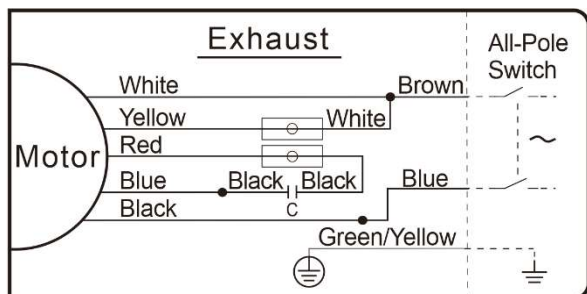 Exhaust
All-Pole
Switch
White
Brown
Yellow
White
Motor
Red
Blue
Black
Black
Blue
C
Black
Green/Yellow